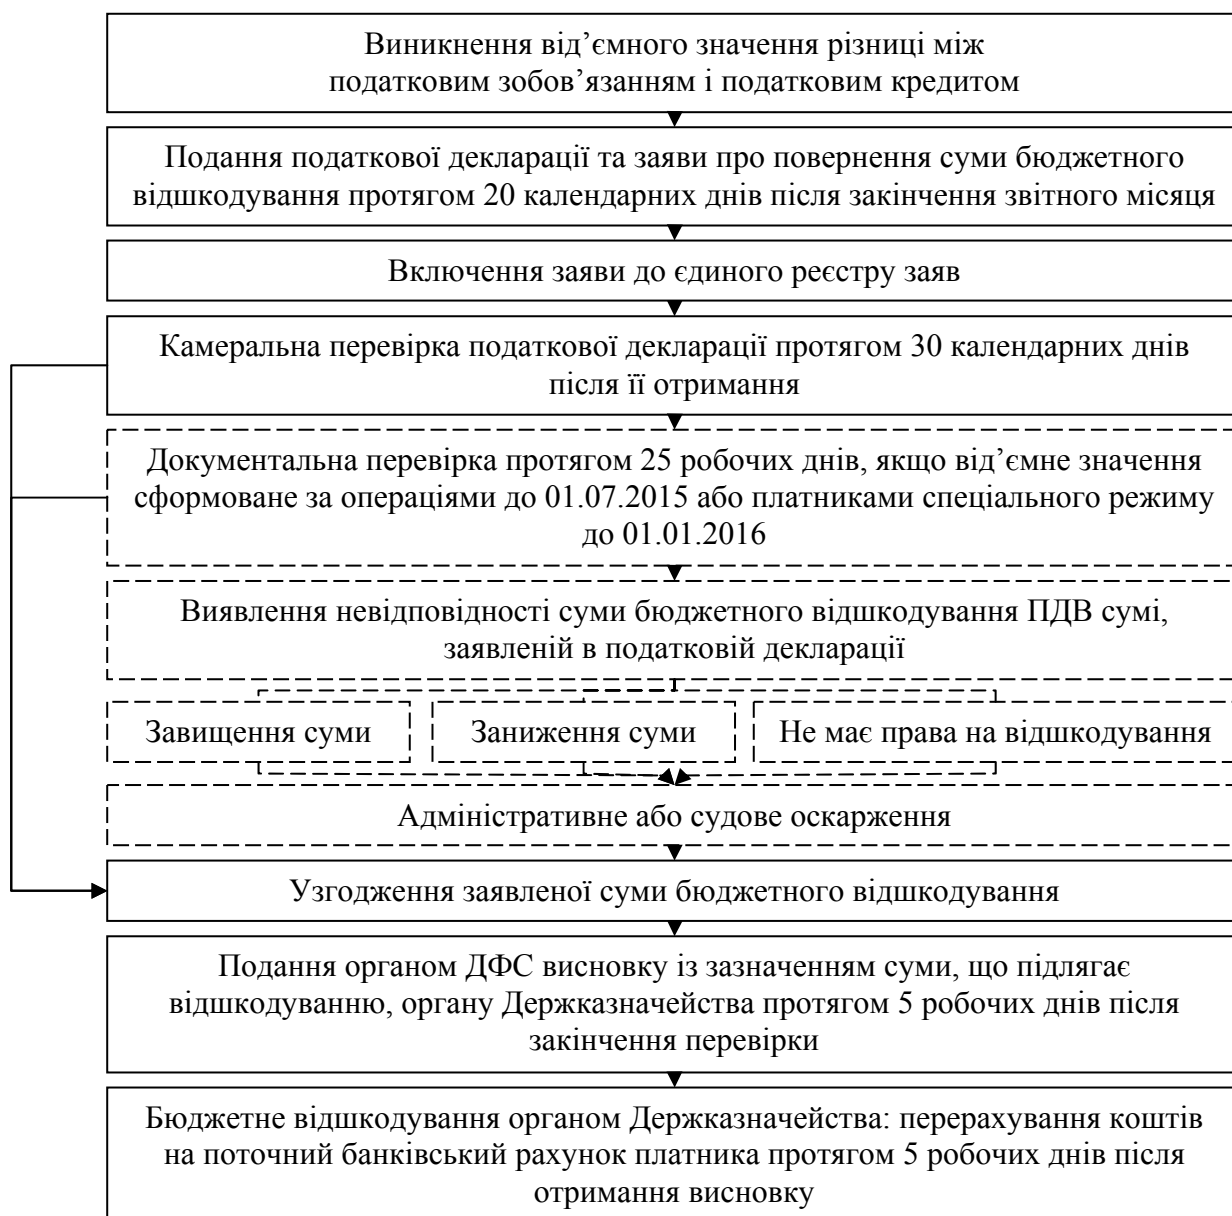 Виникнення від’ємного значення різниці між
податковим зобов’язанням і податковим кредитом
Подання податкової декларації та заяви про повернення суми бюджетного
відшкодування протягом 20 календарних днів після закінчення звітного місяця
Включення заяви до єдиного реєстру заяв
Камеральна перевірка податкової декларації протягом 30 календарних днів
після її отримання
Документальна перевірка протягом 25 робочих днів, якщо від’ємне значення
сформоване за операціями до 01.07.2015 або платниками спеціального режиму
до 01.01.2016
Виявлення невідповідності суми бюджетного відшкодування ПДВ сумі,
заявленій в податковій декларації
Завищення суми
Заниження суми
Не має права на відшкодування
Адміністративне або судове оскарження
Узгодження заявленої суми бюджетного відшкодування
Подання органом ДФС висновку із зазначенням суми, що підлягає
відшкодуванню, органу Держказначейства протягом 5 робочих днів після
закінчення перевірки
Бюджетне відшкодування органом Держказначейства: перерахування коштів
на поточний банківський рахунок платника протягом 5 робочих днів після
отримання висновку